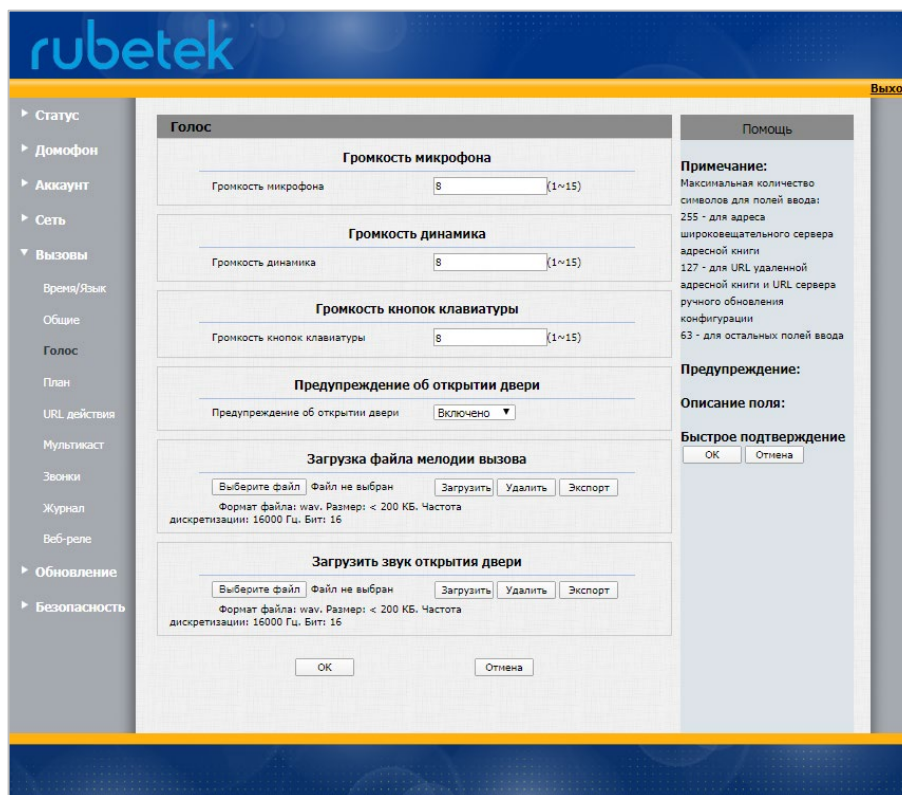 rubetek
Выхо
Статус
Домофон
Аккаунт
Сеть
Вызовы
Время/Язык
Общие
Голос
План
URL действия
Мультикаст
Звонки
Журнал
Веб-реле
Обновление
Безопасность
Голос
Громкость микрофона
Громкость микрофона 8 (1~15)
Громкость динамика
Громкость динамика 8 (1~15)
Громкость кнопок клавиатуры
Громкость кнопок клавиатуры 8 (1~15)
Предупреждение об открытии двери
Предупреждение об открытии двери Включено
Загрузка файла мелодии вызова
Выберите файл Файл не выбран Загрузить Удалить Экспорт
Формат файла: wav. Размер: < 200 КБ. Частота
дискретизации: 16000 Гц. Бит: 16
Загрузить звук открытия двери
Выберите файл Файл не выбран Загрузить Удалить Экспорт
Формат файла: wav. Размер: < 200 КБ. Частота
дискретизации: 16000 Гц. Бит: 16
OK Отмена
Помощь
Примечание:
Максимальная количество
символов для полей ввода:
255 - для адреса
широковещательного сервера
адресной книги
127 - для URL удаленной
адресной книги и URL сервера
ручного обновления
конфигурации
63 - для остальных полей ввода
Предупреждение:
Описание поля:
Быстрое подтверждение
OK Отмена